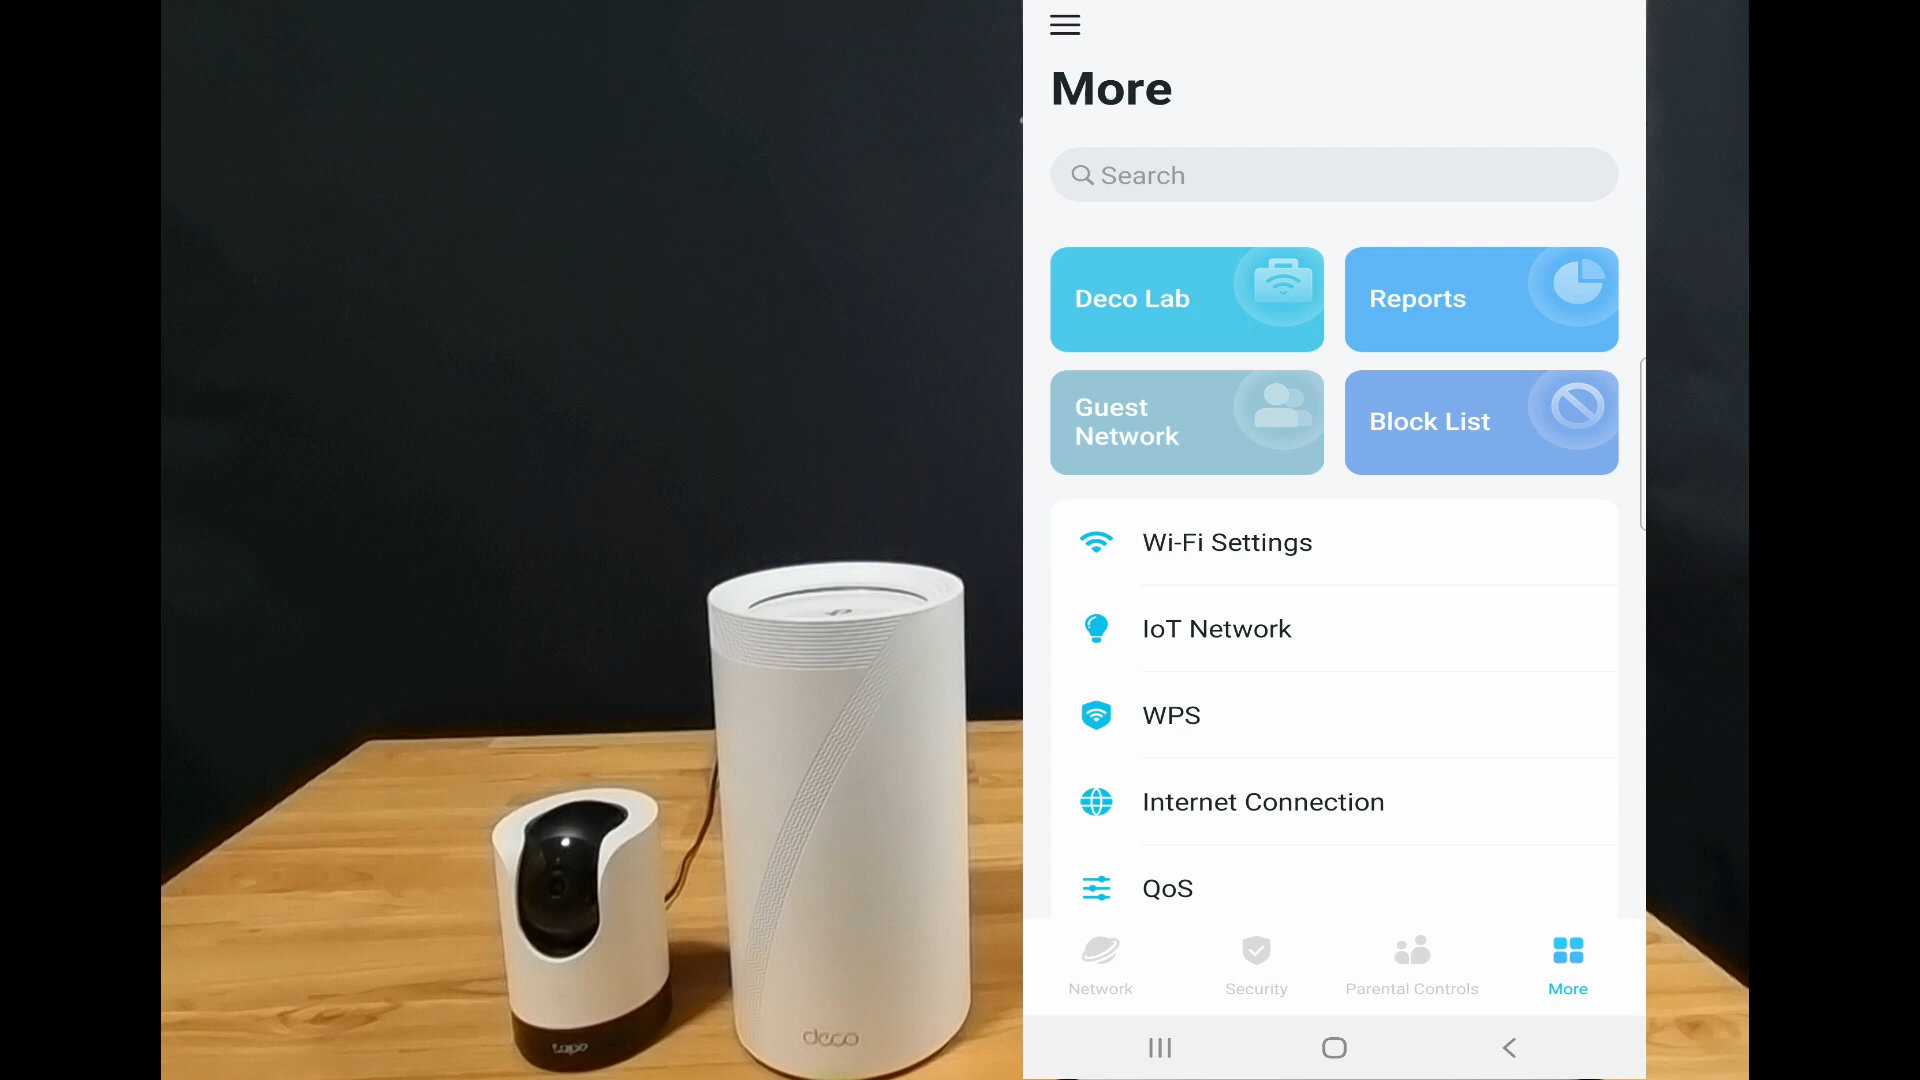 More
Search
Deco Lab
Reports
Guest
Network
Block List
Wi-Fi Settings
IoT Network
WPS
Internet Connection
QoS
Network
Security
Parental Controls
More
tapo
deco